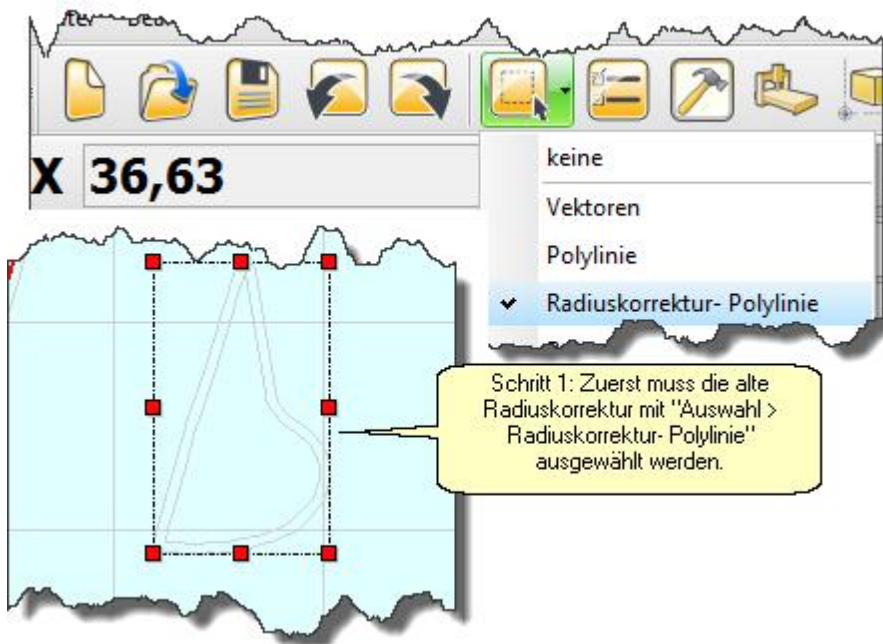 X 36,63
keine
Vektoren
Polylinie
Radiuskorrektur- Polylinie
Schritt 1: Zuerst muss die alte
Radiuskorrektur mit "Auswahl >
Radiuskorrektur- Polylinie"
ausgewählt werden.